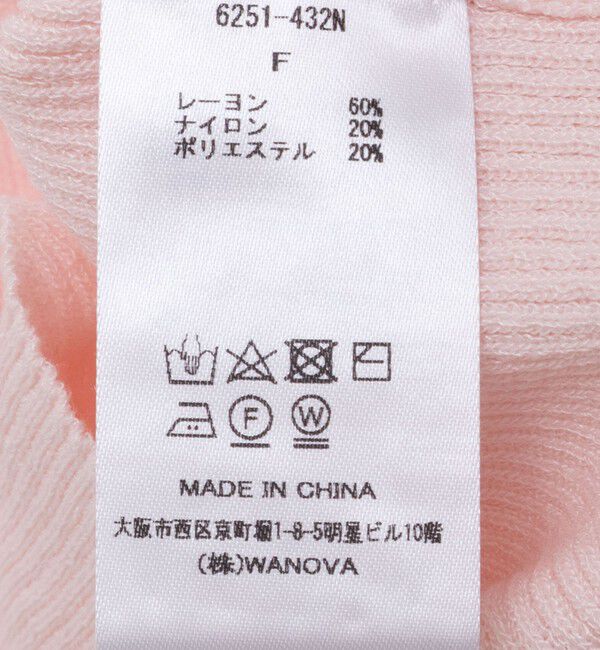 6251-432N
F
レーヨン 60%
ナイロン 20%
ポリエステル 20%
F W
MADE IN CHINA
大阪市西区京町堀1-8-5明星ビル10階
(株)WANOVA